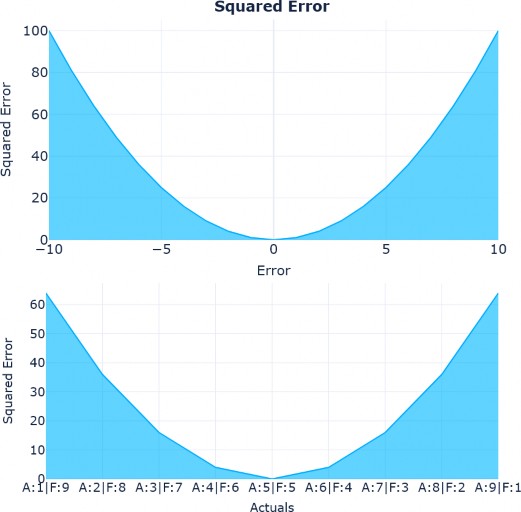 Squared Error
100
80
60
40
20
0
Squared Error
−10
−5
0
5
10
Error
60
50
40
30
20
10
0
Squared Error
A:1|F:9
A:2|F:8
A:3|F:7
A:4|F:6
A:5|F:5
A:6|F:4
A:7|F:3
A:8|F:2
A:9|F:1
Actuals